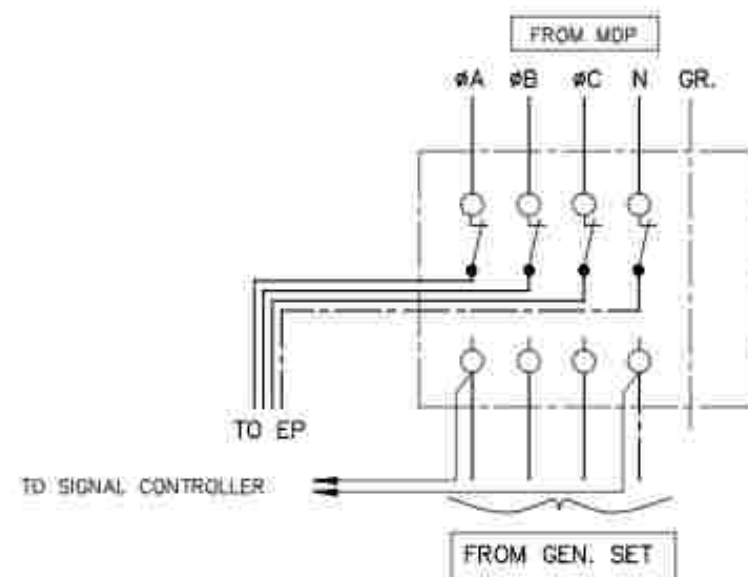 FROM MDP
øA øB øC N GR.
TO EP
TO SIGNAL CONTROLLER
FROM GEN. SET